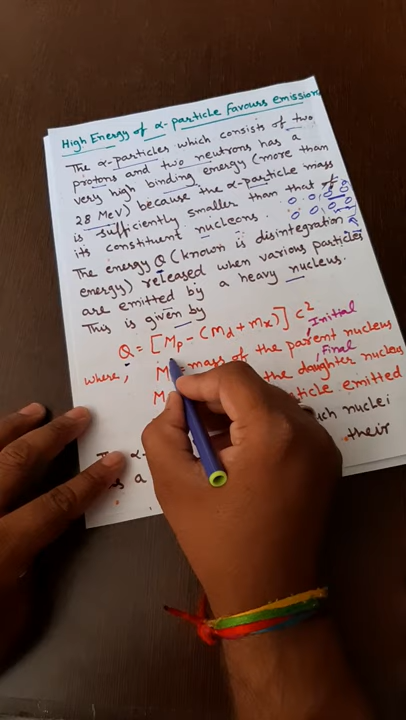 High Energy of α-particle favours emission
The α-particles which consists of two
protons and two neutrons has a
very high binding energy (more than
28 MeV) because the α-particle mass
is sufficiently smaller than that of
its constituent nucleons.
The energy Q (known is disintegration
energy) released when various particles
are emitted by a heavy nucleus.
This is given by
Q = [Mp - (Md + Mx)] c²
Initial
where, M = mass of the parent nucleus
Final
M the daughter nucleus
M particle emitted
such nuclei
their
a